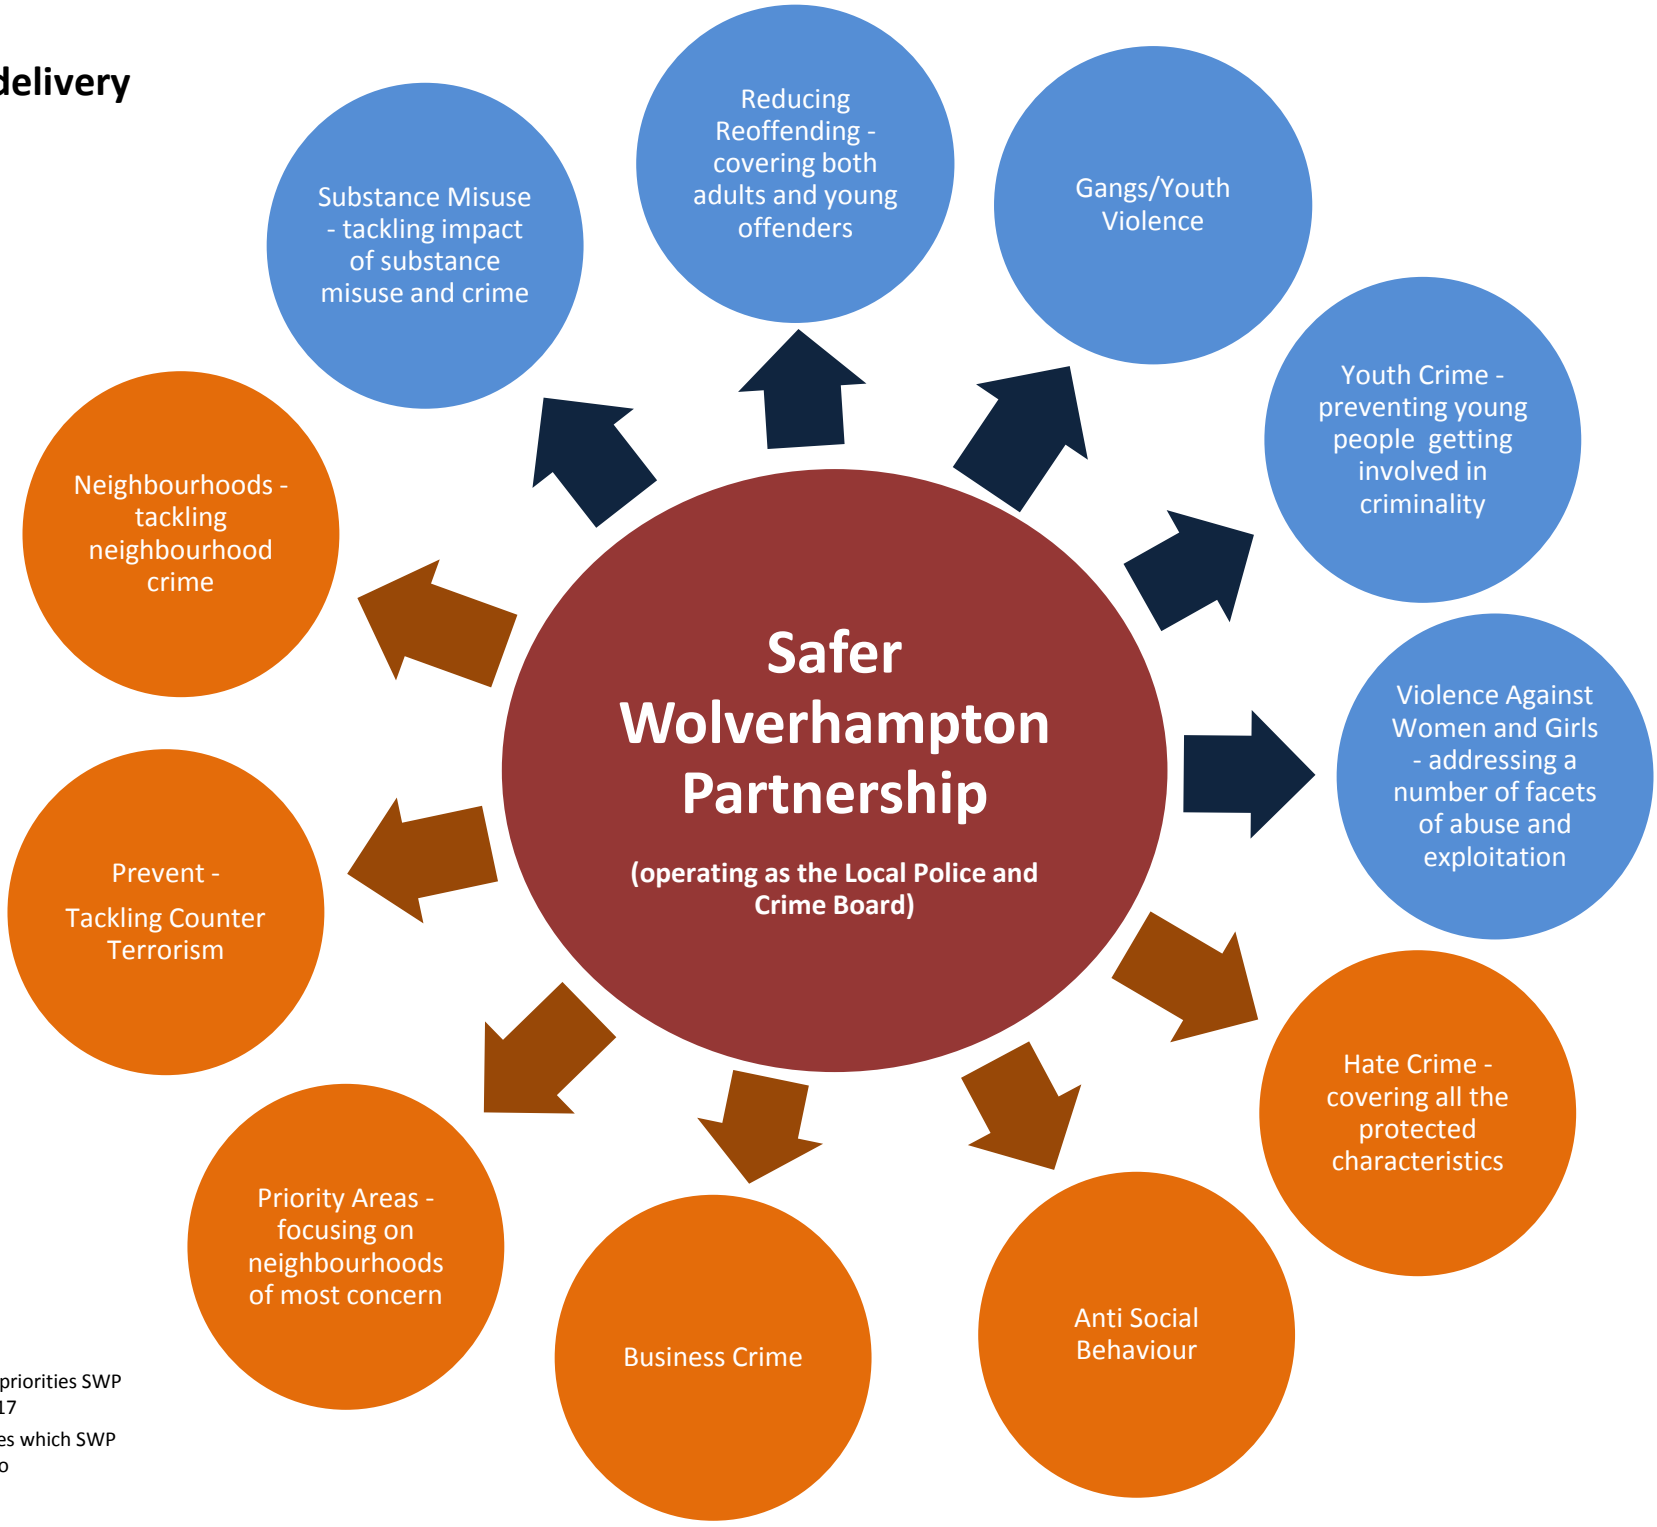 delivery
Reducing
Reoffending -
covering both
adults and young
offenders
Gangs/Youth
Violence
Substance Misuse
- tackling impact
of substance
misuse and crime
Youth Crime -
preventing young
people getting
involved in
criminality
Neighbourhoods -
tackling
neighbourhood
crime
Safer
Wolverhampton
Partnership
(operating as the Local Police and
Crime Board)
Violence Against
Women and Girls
- addressing a
number of facets
of abuse and
exploitation
Prevent -
Tackling Counter
Terrorism
Hate Crime -
covering all the
protected
characteristics
Priority Areas -
focusing on
neighbourhoods
of most concern
Business Crime
Anti Social
Behaviour
priorities SWP
17
es which SWP
o